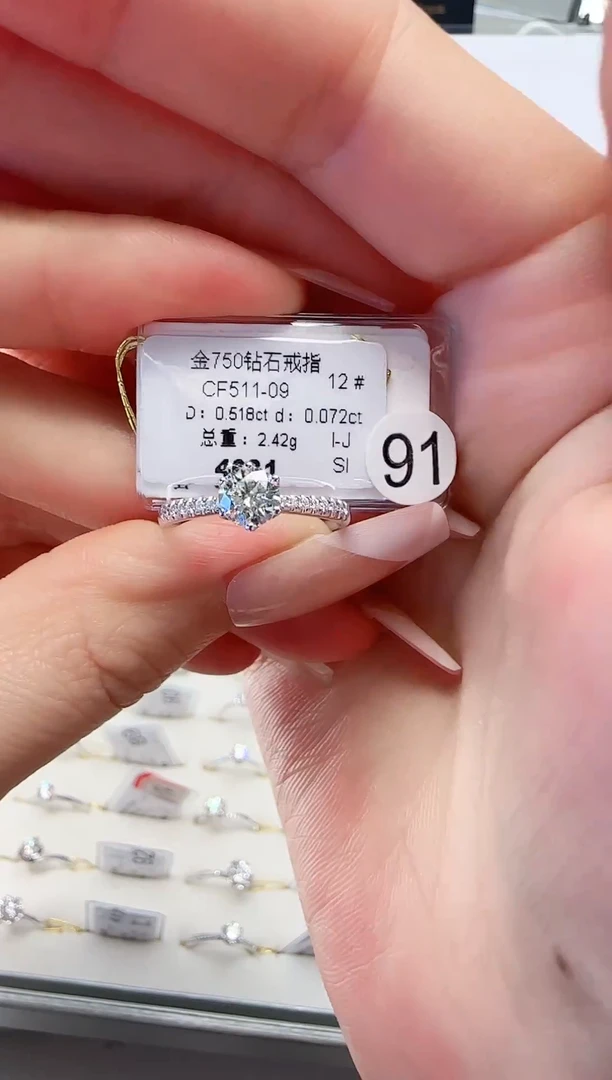 金750钻石戒指
CF511-09 12#
D: 0.518ct d: 0.072ct
总重: 2.42g I-J
SI
91